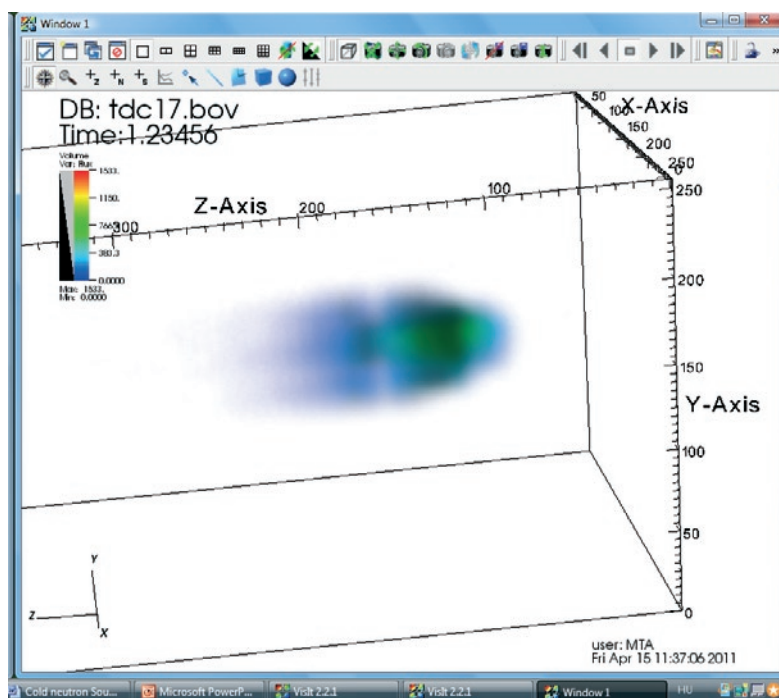 Window 1
DB: tdc17.bov
Time:1.23456
Volume
Var: flux
1533.
1150.
766.
383.3
0.0000
Max: 1533.
Min: 0.0000
Z-Axis
300
200
100
X-Axis
50
100
150
200
250
0
250
200
150
100
50
0
Y-Axis
Y
Z
X
user: MTA
Fri Apr 15 11:37:06 2011
Cold neutron Sou...
Microsoft PowerP...
VisIt 2.2.1
VisIt 2.2.1
Window 1
HU